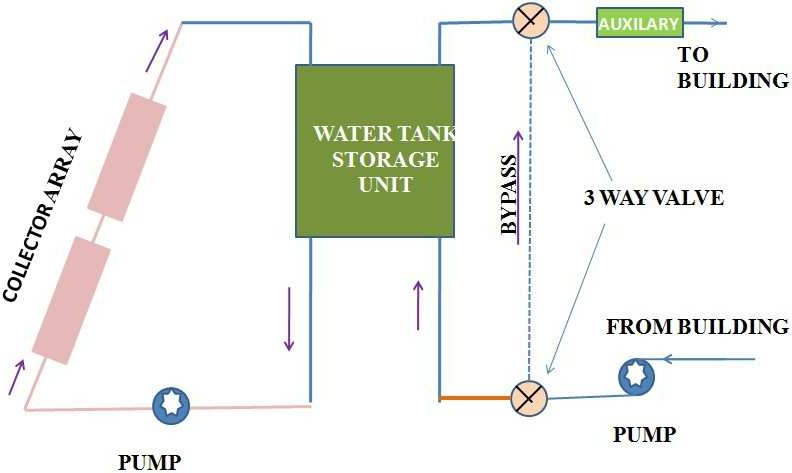 AUXILARY
TO
BUILDING
WATER TANK
STORAGE
UNIT
COLLECTOR ARRAY
BYPASS
3 WAY VALVE
FROM BUILDING
PUMP
PUMP